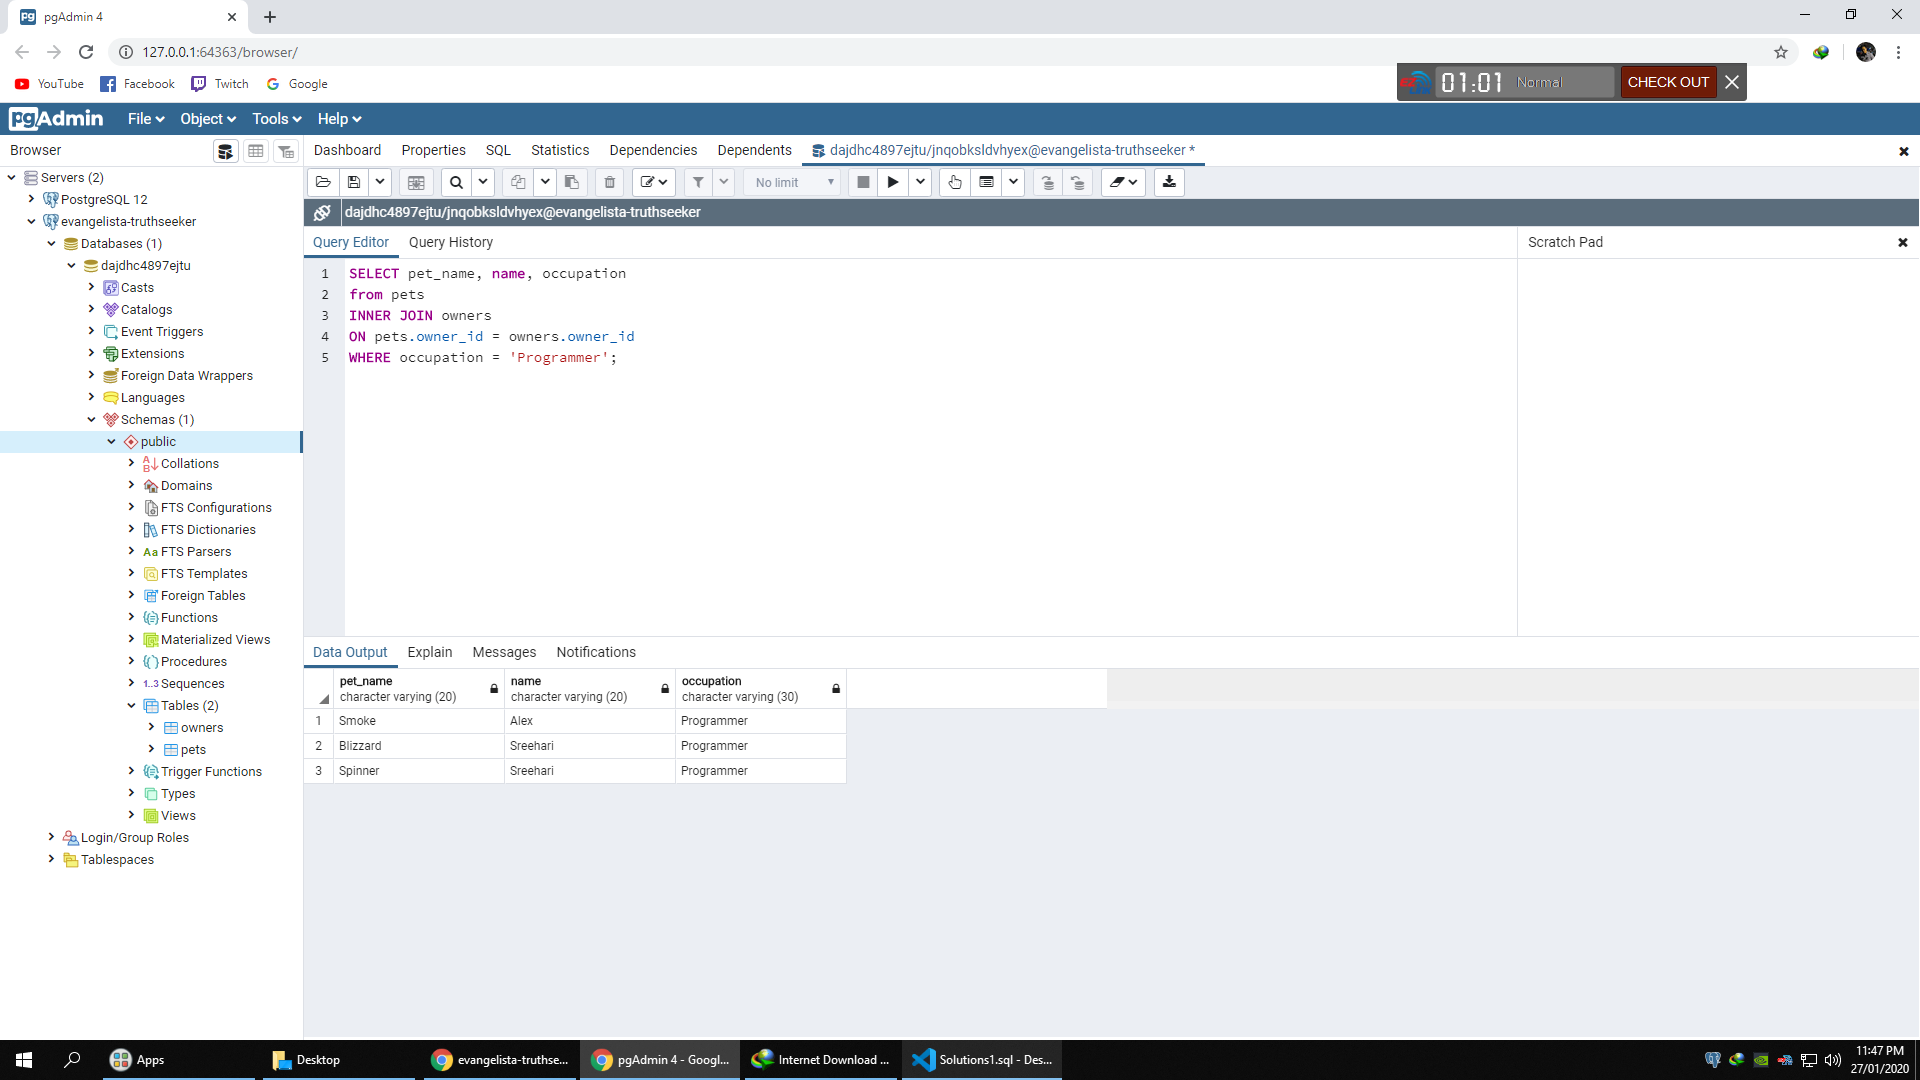 pgAdmin 4
127.0.0.1:64363/browser/
YouTube Facebook Twitch Google
01:01 Normal CHECK OUT
pgAdmin File Object Tools Help
Browser
Dashboard Properties SQL Statistics Dependencies Dependents dajdhc4897ejtu/jnqobksldvhyex@evangelista-truthseeker *
Servers (2)
PostgreSQL 12
evangelista-truthseeker
Databases (1)
dajdhc4897ejtu
Casts
Catalogs
Event Triggers
Extensions
Foreign Data Wrappers
Languages
Schemas (1)
public
Collations
Domains
FTS Configurations
FTS Dictionaries
Aa FTS Parsers
FTS Templates
Foreign Tables
Functions
Materialized Views
Procedures
1..3 Sequences
Tables (2)
owners
pets
Trigger Functions
Types
Views
Login/Group Roles
Tablespaces
No limit
dajdhc4897ejtu/jnqobksldvhyex@evangelista-truthseeker
Query Editor Query History
Scratch Pad
1 SELECT pet_name, name, occupation
2 from pets
3 INNER JOIN owners
4 ON pets.owner_id = owners.owner_id
5 WHERE occupation = 'Programmer';
Data Output Explain Messages Notifications
pet_name name occupation
character varying (20) character varying (20) character varying (30)
1 Smoke Alex Programmer
2 Blizzard Sreehari Programmer
3 Spinner Sreehari Programmer
Apps Desktop evangelista-truthse... pgAdmin 4 - Googl... Internet Download ... Solutions1.sql - Des...
11:47 PM
27/01/2020